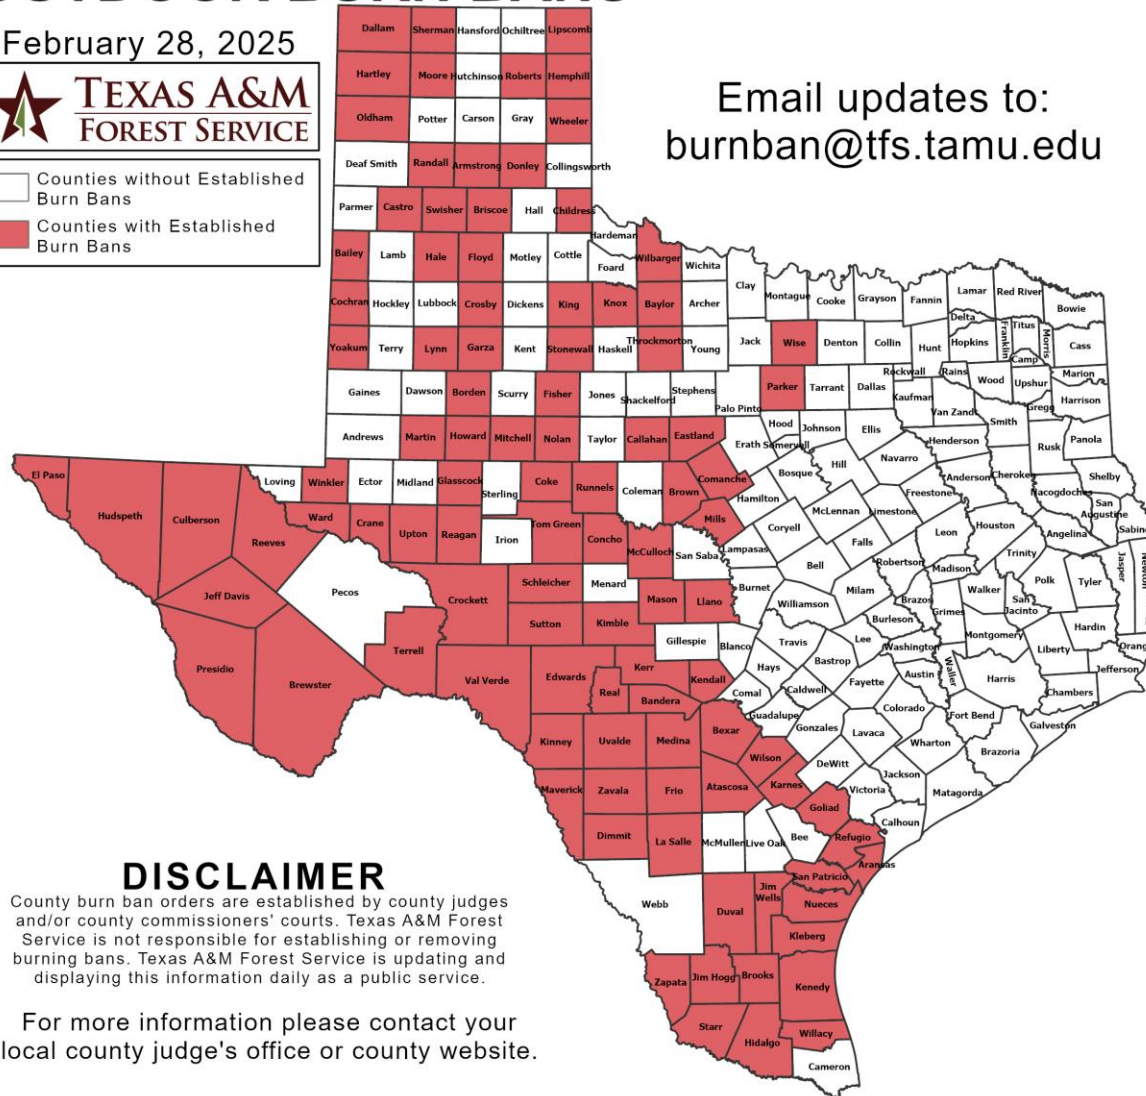 OUTDOOR BURN BANS
February 28, 2025
TEXAS A&M
FOREST SERVICE
Counties without Established
Burn Bans
Counties with Established
Burn Bans
Email updates to:
burnban@tfs.tamu.edu
Dallam Sherman Hansford Ochiltree Lipscomb
Hartley Moore Hutchinson Roberts Hemphill
Oldham Potter Carson Gray Wheeler
Deaf Smith Randall Armstrong Donley Collingsworth
Parmer Castro Swisher Briscoe Hall Childress
Hardeman
Bailey Lamb Hale Floyd Motley Cottle Foard Wilbarger Wichita
Clay Montague Cooke Grayson Fannin Lamar Red River Bowie
Cochran Hockley Lubbock Crosby Dickens King Knox Baylor Archer
Delta Franklin Titus Morris Cass
Yoakum Terry Lynn Garza Kent Stonewall Haskell Throckmorton Young Jack Wise Denton Collin Hunt Hopkins Camp
Rockwall Rains Wood Upshur Marion
Gaines Dawson Borden Scurry Fisher Jones Shackelford Stephens Palo Pinto Parker Tarrant Dallas Kaufman Van Zandt Gregg Harrison
Andrews Martin Howard Mitchell Nolan Taylor Callahan Eastland Erath Hood Somervell Johnson Ellis Henderson Smith Rusk Panola
El Paso Hudspeth Culberson Reeves Loving Winkler Ector Midland Glasscock Sterling Coke Runnels Coleman Brown Comanche Hamilton Bosque Hill Navarro Freestone Anderson Cherokee Nacogdoches Shelby
San
Augustine Sabine
Ward Crane Upton Reagan Irion Tom Green Concho McCulloch San Saba Mills Lampasas Coryell McLennan Limestone Falls Leon Houston Angelina
Trinity Jasper Newton
Jeff Davis Pecos Crockett Schleicher Menard Mason Llano Burnet Bell Milam Robertson Brazos Madison Walker Polk Tyler
San
Jacinto
Presidio Brewster Terrell Sutton Kimble Gillespie Blanco Williamson Travis Burleson Grimes Montgomery Liberty Hardin Orange
Lee Washington Waller Harris Jefferson
Val Verde Edwards Real Kerr Bandera Kendall Comal Hays Bastrop Caldwell Fayette Austin Chambers
Guadalupe Gonzales Lavaca Colorado Fort Bend Galveston
Kinney Uvalde Medina Bexar Wilson DeWitt Wharton Brazoria
Maverick Zavala Frio Atascosa Karnes Victoria Jackson Matagorda
Dimmit La Salle McMullen Live Oak Bee Goliad Refugio Calhoun
Aransas
San Patricio
Webb Duval Jim
Wells Nueces
Kleberg
Zapata Jim Hogg Brooks Kenedy
Starr Hidalgo Willacy
Cameron
DISCLAIMER
County burn ban orders are established by county judges
and/or county commissioners' courts. Texas A&M Forest
Service is not responsible for establishing or removing
burning bans. Texas A&M Forest Service is updating and
displaying this information daily as a public service.
For more information please contact your
local county judge's office or county website.